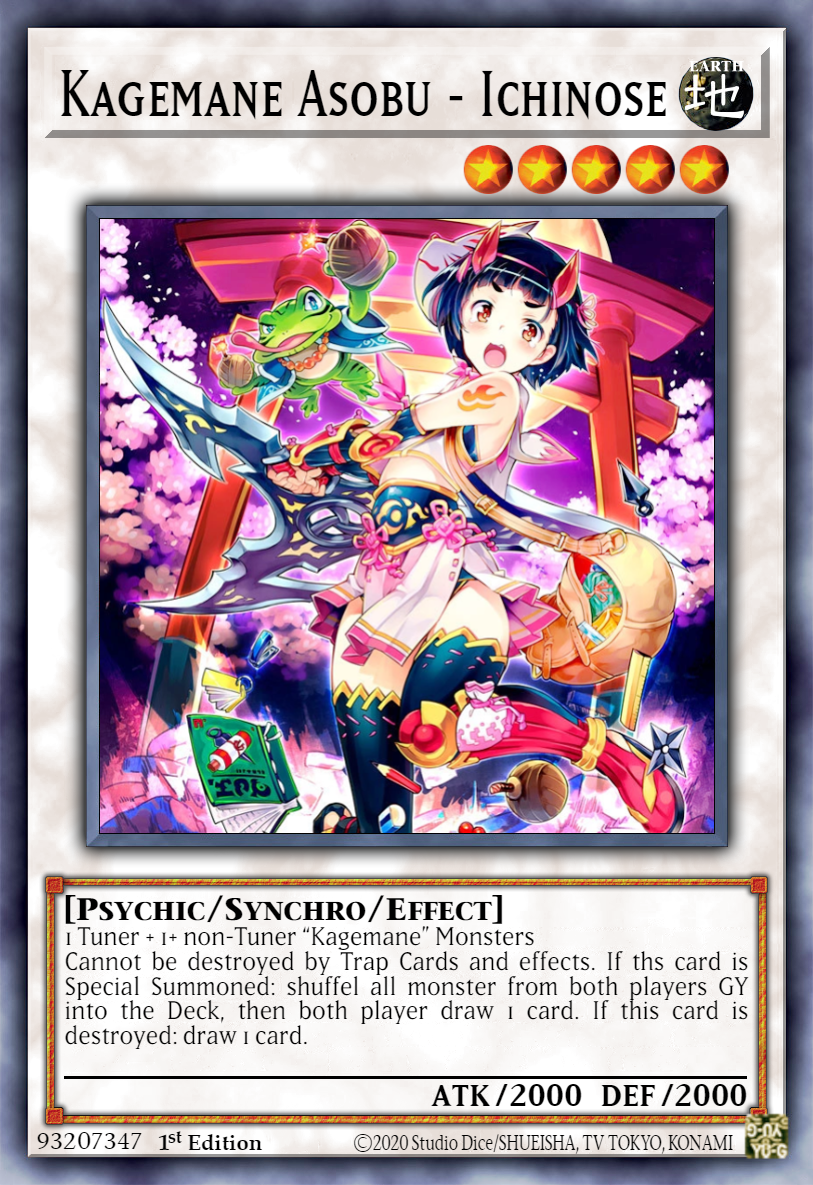 Kagemane Asobu - Ichinose
EARTH
地
[Psychic/Synchro/Effect]
1 Tuner + 1+ non-Tuner “Kagemane” Monsters
Cannot be destroyed by Trap Cards and effects. If ths card is
Special Summoned: shuffel all monster from both players GY
into the Deck, then both player draw 1 card. If this card is
destroyed: draw 1 card.
ATK/2000 DEF/2000
93207347 1st Edition ©2020 Studio Dice/SHUEISHA, TV TOKYO, KONAMI